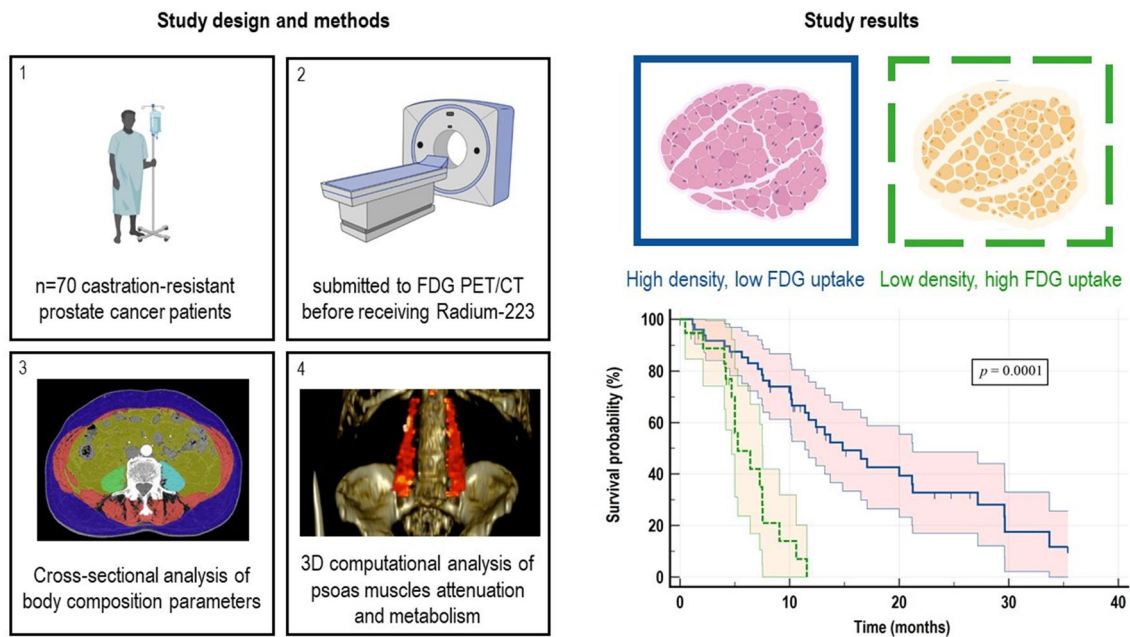 Study design and methods
1
n=70 castration-resistant
prostate cancer patients
2
submitted to FDG PET/CT
before receiving Radium-223
3
Cross-sectional analysis of
body composition parameters
4
3D computational analysis of
psoas muscles attenuation
and metabolism
Study results
High density, low FDG uptake
Low density, high FDG uptake
Survival probability (%)
100
80
60
40
20
0
p = 0.0001
0 10 20 30 40
Time (months)